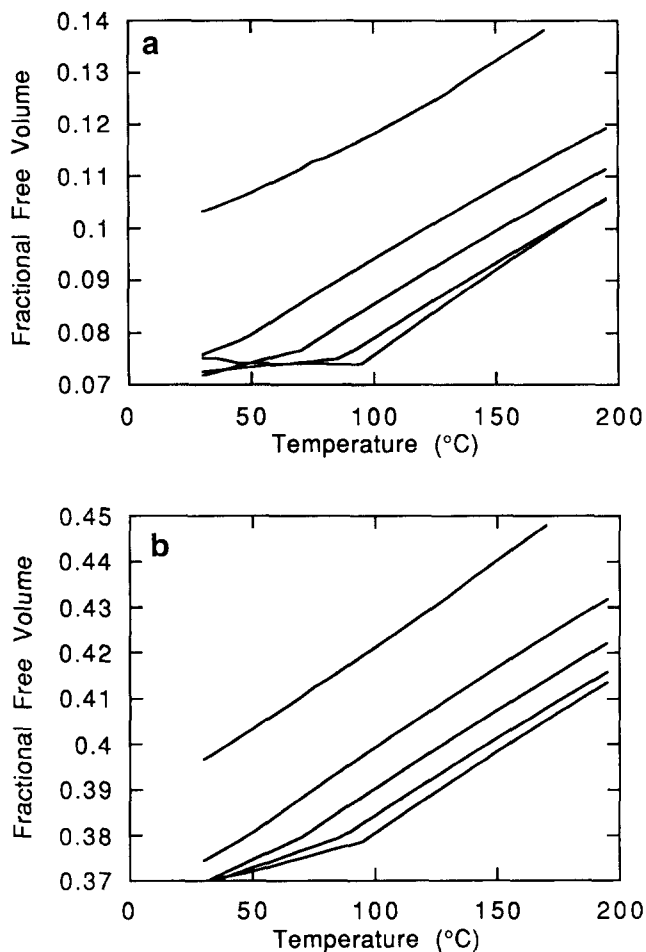 a
Fractional Free Volume
0.14
0.13
0.12
0.11
0.1
0.09
0.08
0.07
0 50 100 150 200
Temperature (°C)
b
Fractional Free Volume
0.45
0.44
0.43
0.42
0.41
0.4
0.39
0.38
0.37
0 50 100 150 200
Temperature (°C)